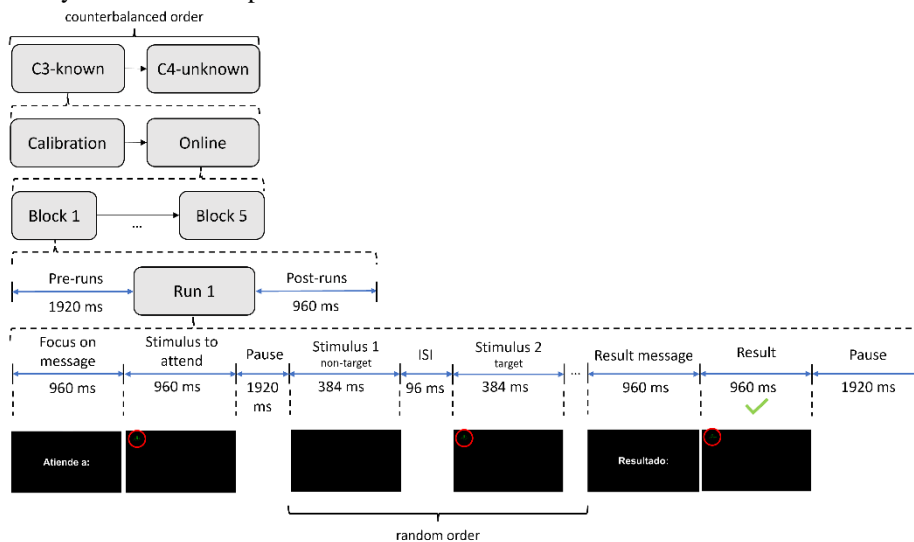 counterbalanced order
C3-known
C4-unknown
Calibration
Online
Block 1
...
Block 5
Pre-runs
1920 ms
Run 1
Post-runs
960 ms
Focus on
message
960 ms
Stimulus to
attend
960 ms
Pause
1920
ms
Stimulus 1
non-target
384 ms
ISI
96 ms
Stimulus 2
target
384 ms
...
Result message
960 ms
Result
960 ms
Pause
1920 ms
Atiende a:
Resultado:
random order